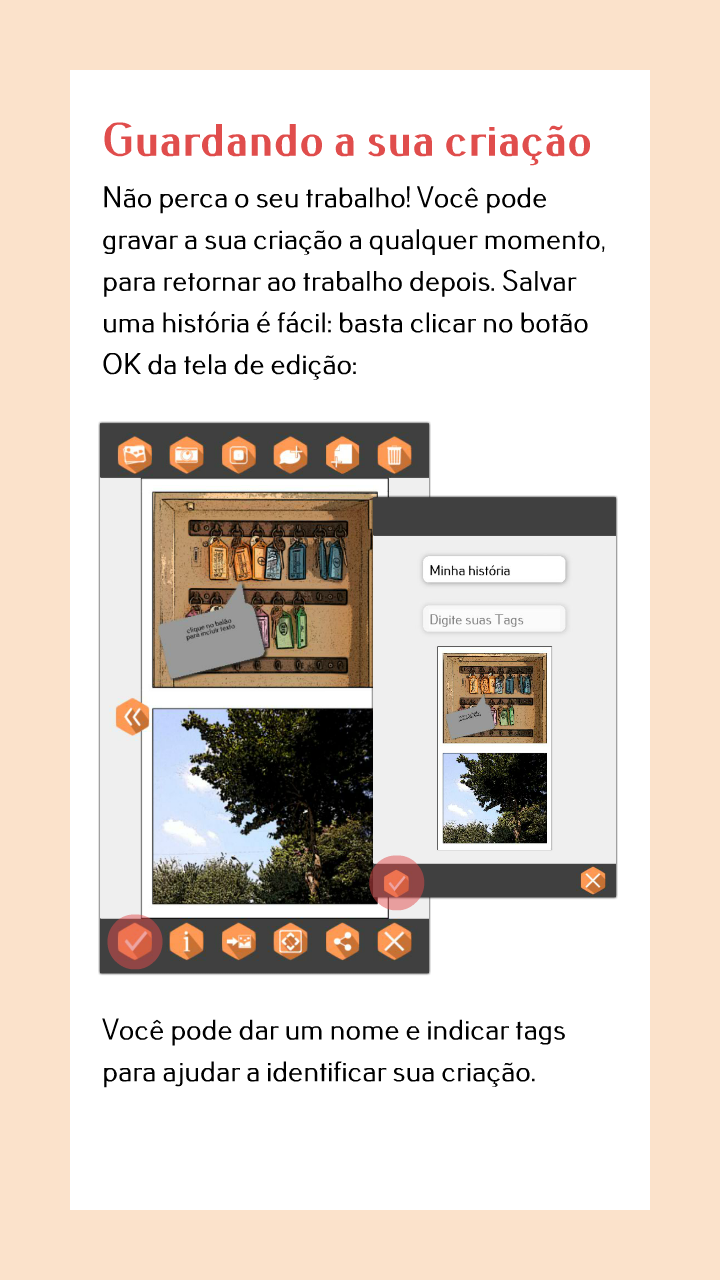 Guardando a sua criação
Não perca o seu trabalho! Você pode
gravar a sua criação a qualquer momento,
para retornar ao trabalho depois. Salvar
uma história é fácil: basta clicar no botão
OK da tela de edição:
clique no balão
para incluir texto
Minha história
Digite suas Tags
Você pode dar um nome e indicar tags
para ajudar a identificar sua criação.